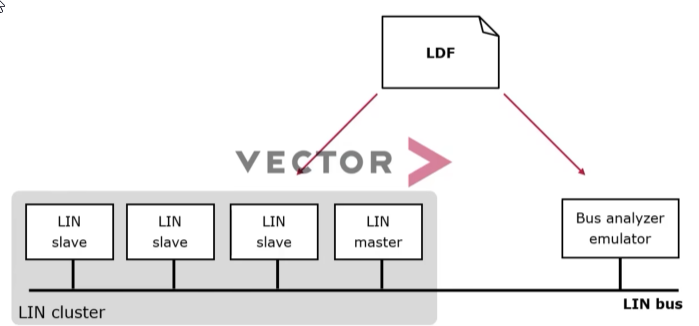 LDF
VECTOR
LIN
slave
LIN
slave
LIN
slave
LIN
master
Bus analyzer
emulator
LIN cluster
LIN bus